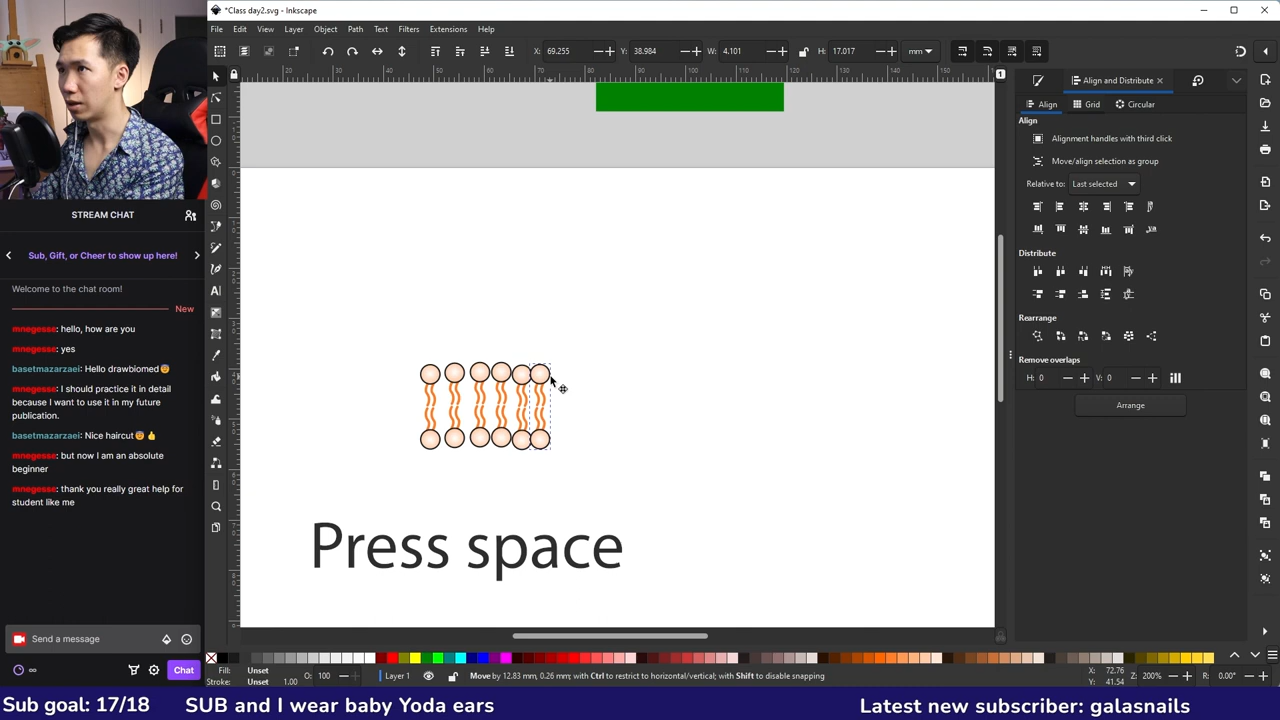 *Class day2.svg - Inkscape
File Edit View Layer Object Path Text Filters Extensions Help
X: 69.255 Y: 38.984 W: 4.101 H: 17.017 mm
STREAM CHAT
Sub, Gift, or Cheer to show up here!
Welcome to the chat room!
New
mnegesse: hello, how are you
mnegesse: yes
basetmazarzaei: Hello drawbiomed
mnegesse: I should practice it in detail
because I want to use it in my future
publication.
basetmazarzaei: Nice haircut
mnegesse: but now I am an absolute
beginner
mnegesse: thank you really great help for
student like me
Send a message
Chat
Press space
Align and Distribute
Align Grid Circular
Align
Alignment handles with third click
Move/align selection as group
Relative to: Last selected
Distribute
Rearrange
Remove overlaps
H: 0 V: 0
Arrange
Fill: Unset
Stroke: Unset 1.00
O: 100
Layer 1
Move by 12.83 mm, 0.26 mm; with Ctrl to restrict to horizontal/vertical; with Shift to disable snapping
X: 72.76
Y: 41.54
Z: 200%
R: 0.00°
Sub goal: 17/18
SUB and I wear baby Yoda ears
Latest new subscriber: galasnails